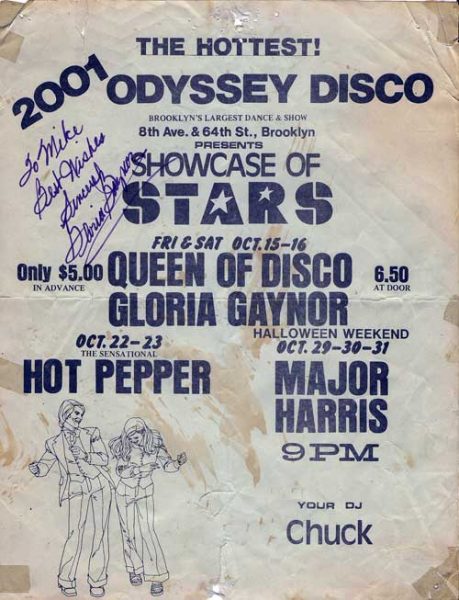 THE HOTTEST!
2001 ODYSSEY DISCO
BROOKLYN'S LARGEST DANCE & SHOW
8th Ave. & 64th St., Brooklyn
PRESENTS
To Mike
Best Wishes
Sincerely
Gloria Gaynor
SHOWCASE OF
STARS
FRI & SAT OCT. 15-16
Only $5.00
IN ADVANCE
QUEEN OF DISCO
GLORIA GAYNOR
6.50
AT DOOR
OCT. 22-23
THE SENSATIONAL
HOT PEPPER
HALLOWEEN WEEKEND
OCT. 29-30-31
MAJOR
HARRIS
9PM
YOUR DJ
Chuck